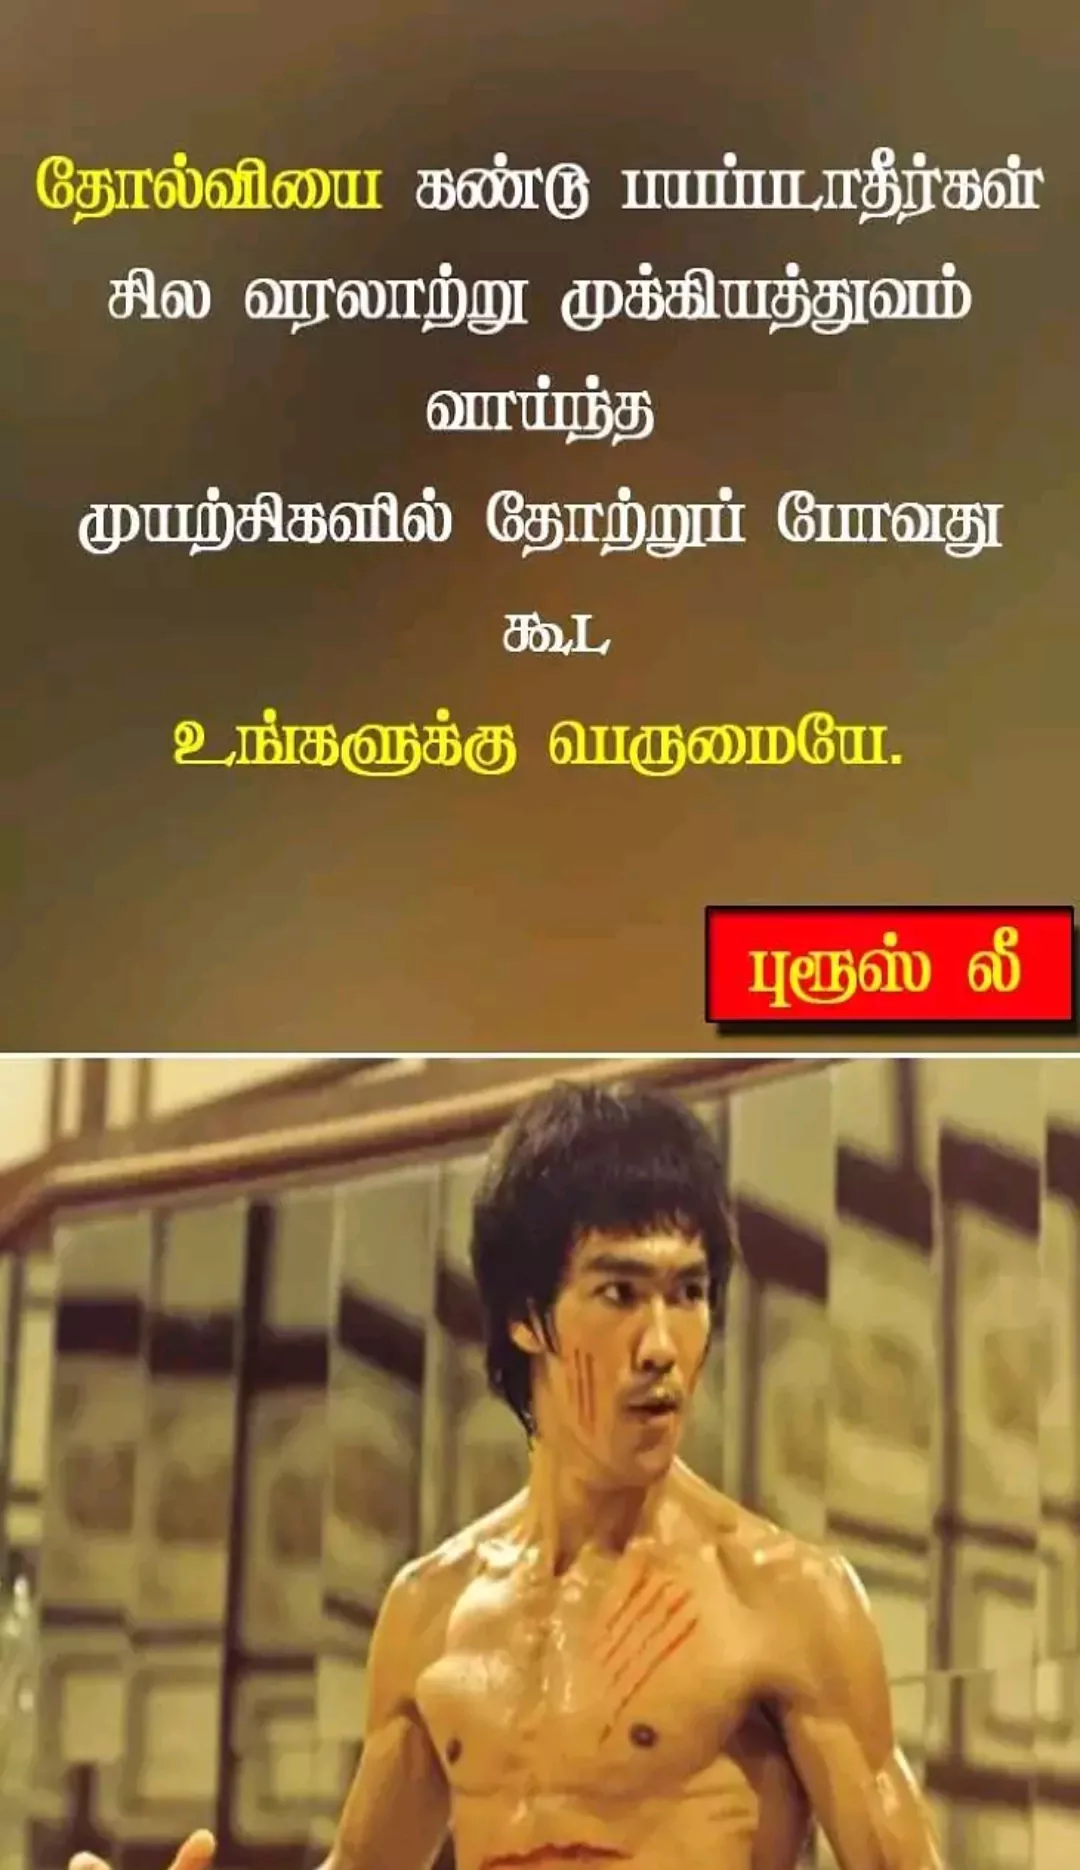 தோல்வியை கண்டு பயப்படாதீர்கள்
சில வரலாற்று முக்கியத்துவம்
வாய்ந்த
முயற்சிகளில் தோற்றுப் போவது
கூட
உங்களுக்கு பெருமையே.
புரூஸ் லீ